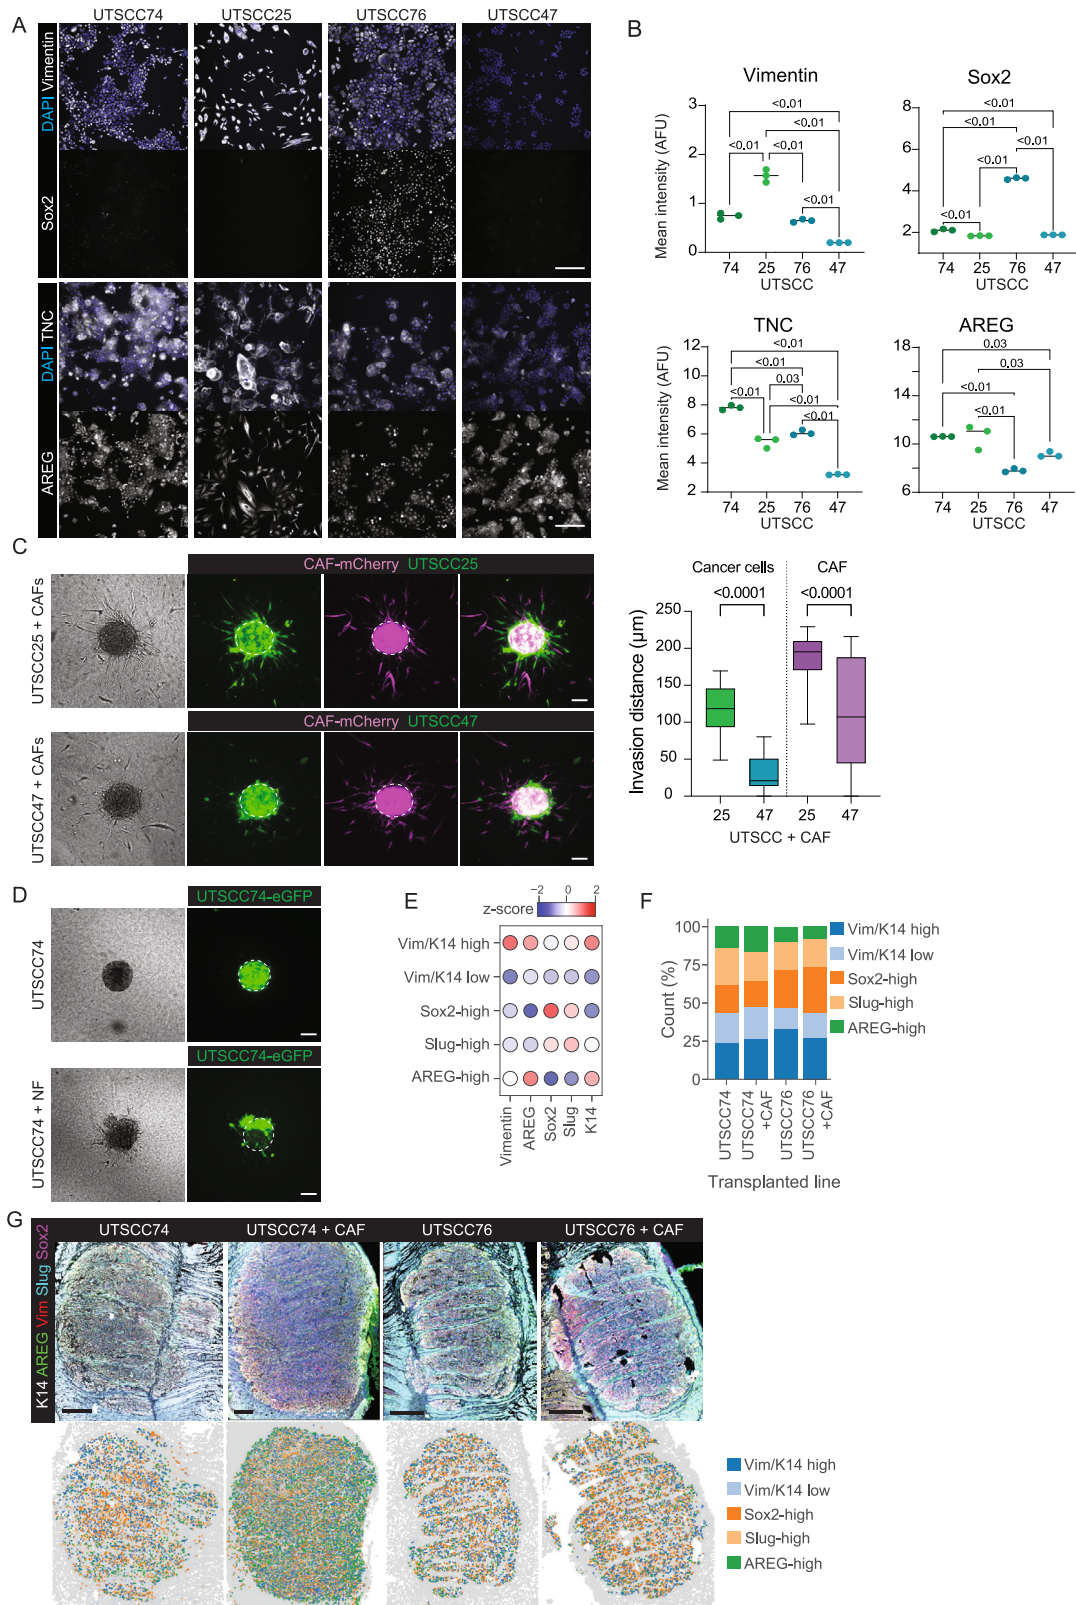 A
UTSCC74
UTSCC25
UTSCC76
UTSCC47
DAPI Vimentin
Sox2
DAPI TNC
AREG
B
Vimentin
Mean intensity (AFU)
3
2
1
0
<0.01
<0.01
<0.01 <0.01
<0.01
74 25 76 47
UTSCC
Sox2
8
6
4
2
<0.01
<0.01
<0.01
<0.01
<0.01
74 25 76 47
UTSCC
TNC
Mean intensity (AFU)
12
10
8
6
4
2
<0.01
<0.01
<0.01 0.03
<0.01
<0.01
74 25 76 47
UTSCC
AREG
18
14
10
6
0.03
0.03
<0.01
<0.01
74 25 76 47
UTSCC
C
CAF-mCherry UTSCC25
UTSCC25 + CAFs
CAF-mCherry UTSCC47
UTSCC47 + CAFs
Cancer cells
CAF
<0.0001 <0.0001
Invasion distance (μm)
250
200
150
100
50
0
25 47 25 47
UTSCC + CAF
D
UTSCC74-eGFP
UTSCC74
UTSCC74-eGFP
UTSCC74 + NF
E
−2 0 2
z-score
Vim/K14 high
Vim/K14 low
Sox2-high
Slug-high
AREG-high
Vimentin
AREG
Sox2
Slug
K14
F
Count (%)
100
75
50
25
0
UTSCC74
UTSCC74
+CAF
UTSCC76
UTSCC76
+CAF
Transplanted line
Vim/K14 high
Vim/K14 low
Sox2-high
Slug-high
AREG-high
G
UTSCC74
UTSCC74 + CAF
UTSCC76
UTSCC76 + CAF
K14 AREG Vim Slug Sox2
Vim/K14 high
Vim/K14 low
Sox2-high
Slug-high
AREG-high